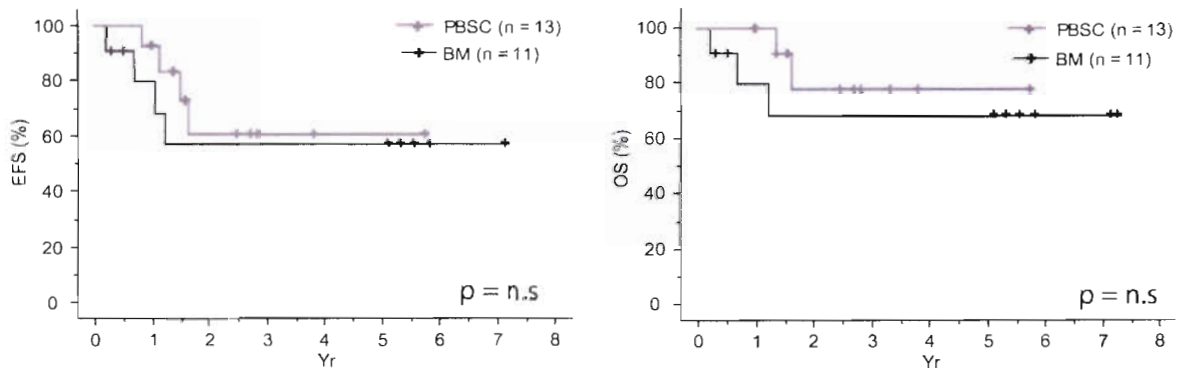 100
80
60
40
20
0
EFS (%)
PBSC (n = 13)
BM (n = 11)
p = n.s
0 1 2 3 4 5 6 7 8
Yr
100
80
60
40
20
0
OS (%)
PBSC (n = 13)
BM (n = 11)
p = n.s
0 1 2 3 4 5 6 7 8
Yr